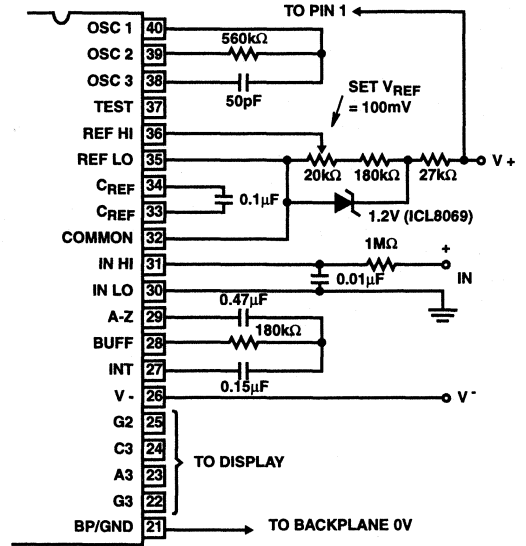 TO PIN 1
OSC 1 40
560kΩ
OSC 2 39
OSC 3 38
50pF
SET VREF
= 100mV
TEST 37
REF HI 36
REF LO 35
V +
20kΩ 180kΩ 27kΩ
CREF 34
0.1μF
CREF 33
1.2V (ICL8069)
COMMON 32
1MΩ
+
IN HI 31
0.01μF
IN
IN LO 30
0.47μF
A-Z 29
180kΩ
BUFF 28
INT 27
0.15μF
V - 26
V -
G2 25
C3 24
TO DISPLAY
A3 23
G3 22
BP/GND 21
TO BACKPLANE 0V